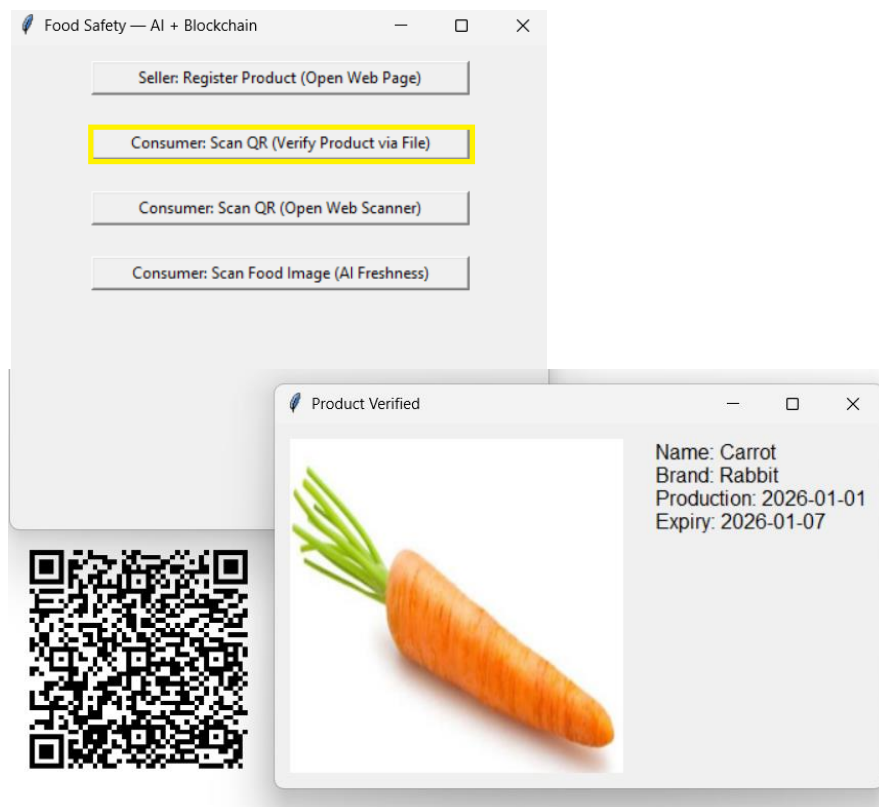 Food Safety — AI + Blockchain
Seller: Register Product (Open Web Page)
Consumer: Scan QR (Verify Product via File)
Consumer: Scan QR (Open Web Scanner)
Consumer: Scan Food Image (AI Freshness)
Product Verified
Name: Carrot
Brand: Rabbit
Production: 2026-01-01
Expiry: 2026-01-07